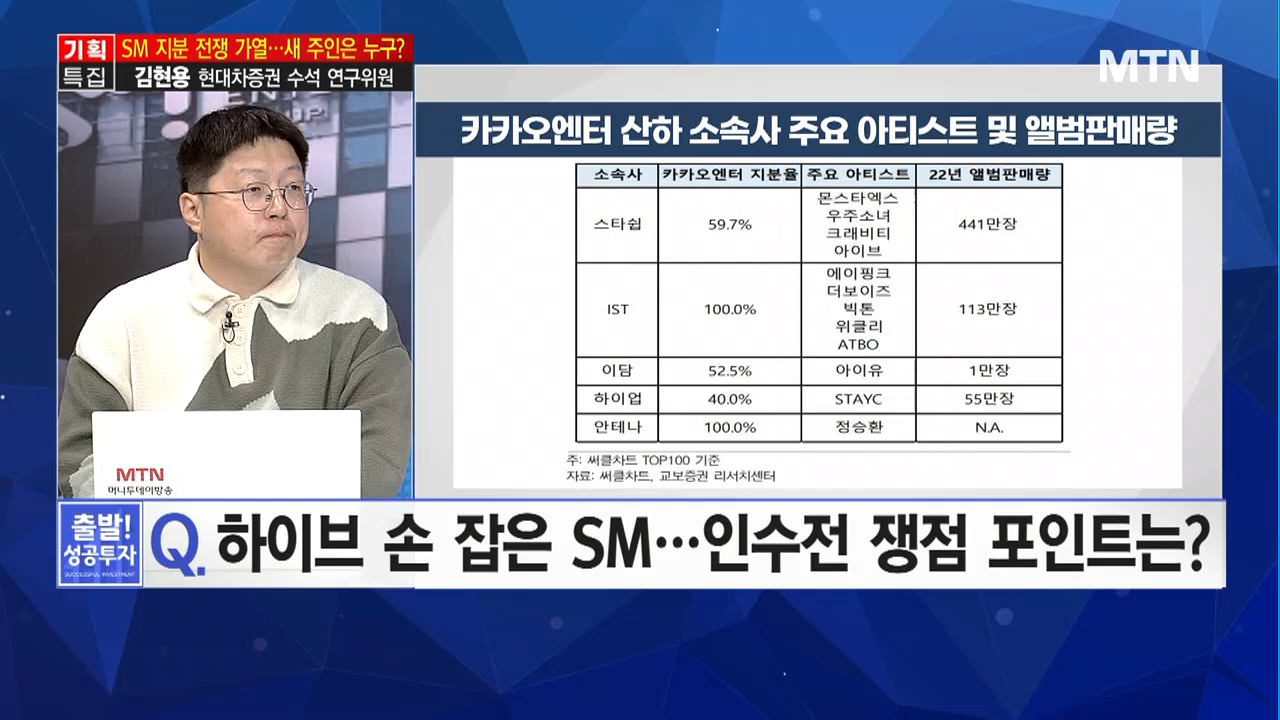 기획 SM 지분 전쟁 가열…새 주인은 누구?
특집 김현용 현대차증권 수석 연구위원
MTN
카카오엔터 산하 소속사 주요 아티스트 및 앨범판매량
소속사 카카오엔터 지분율 주요 아티스트 22년 앨범판매량
스타쉽 59.7% 몬스타엑스 우주소녀 크래비티 아이브 441만장
IST 100.0% 에이핑크 더보이즈 빅톤 위클리 ATBO 113만장
이담 52.5% 아이유 1만장
하이업 40.0% STAYC 55만장
안테나 100.0% 정승환 N.A.
주: 써클차트 TOP100 기준
자료: 써클차트, 교보증권 리서치센터
MTN
머니투데이방송
출발!
성공투자
SUCCESSFUL INVESTMENT
Q. 하이브 손 잡은 SM…인수전 쟁점 포인트는?